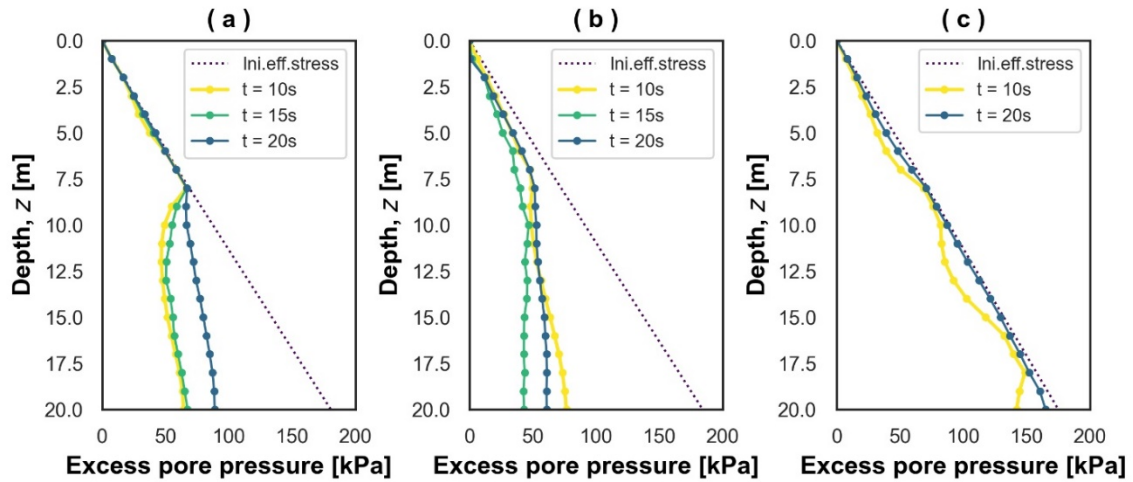 ( a )
0.0
2.5
5.0
7.5
10.0
12.5
15.0
17.5
20.0
Depth, z [m]
Ini.eff.stress
t = 10s
t = 15s
t = 20s
0 50 100 150 200
Excess pore pressure [kPa]
( b )
0.0
2.5
5.0
7.5
10.0
12.5
15.0
17.5
20.0
Depth, z [m]
Ini.eff.stress
t = 10s
t = 15s
t = 20s
0 50 100 150 200
Excess pore pressure [kPa]
( c )
0.0
2.5
5.0
7.5
10.0
12.5
15.0
17.5
20.0
Depth, z [m]
Ini.eff.stress
t = 10s
t = 20s
0 50 100 150 200
Excess pore pressure [kPa]